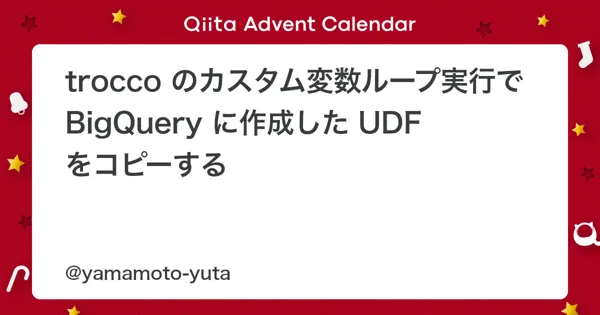 Qiita Advent Calendar
trocco のカスタム変数ループ実行で
BigQuery に作成した UDF
をコピーする
@yamamoto-yuta